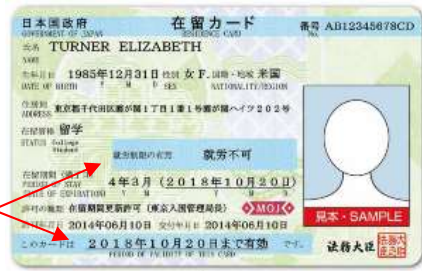 日本国政府 在留カード 番号 AB12345678CD
GOVERNMENT OF JAPAN RESIDENCE CARD No.
氏名 TURNER ELIZABETH
NAME
生年月日 1985年12月31日 性別 女 F. 国籍・地域 米国
DATE OF BIRTH Y M D SEX NATIONALITY/REGION
住居地 東京都千代田区霞が関1丁目1番1号霞が関ハイツ202号
ADDRESS
在留資格 留学
STATUS College
Student
就労制限の有無 就労不可
在留期間（満了日） 4年3月（2018年10月20日）
PERIOD OF STAY
(DATE OF EXPIRATION) Y M Y M D
許可の種類 在留期間更新許可（東京入国管理局長） MOJ
見本・SAMPLE
許可年月日 2014年06月10日 交付年月日 2014年06月10日
このカードは 2018年10月20日まで有効 です。
PERIOD OF VALIDITY OF THIS CARD
法務大臣